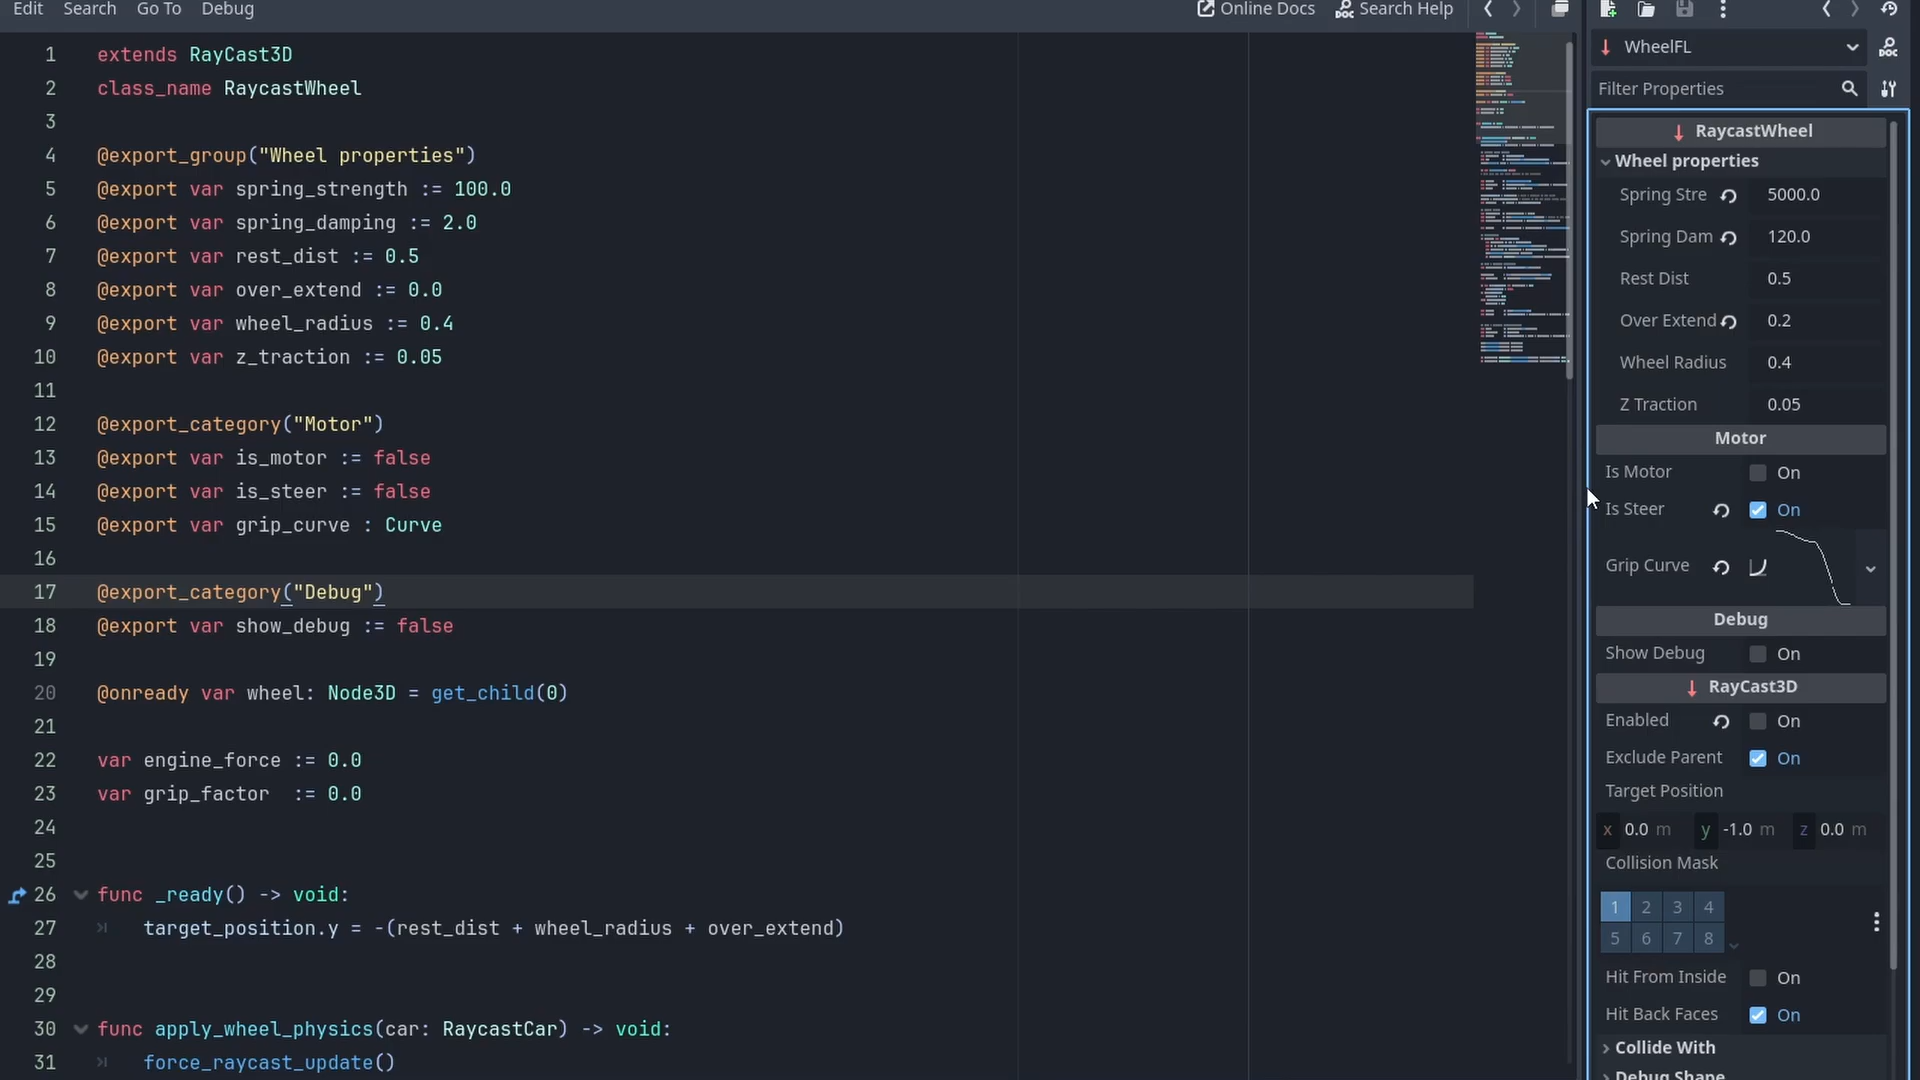 Edit Search Go To Debug Online Docs Search Help
1 extends RayCast3D
2 class_name RaycastWheel
3
4 @export_group("Wheel properties")
5 @export var spring_strength := 100.0
6 @export var spring_damping := 2.0
7 @export var rest_dist := 0.5
8 @export var over_extend := 0.0
9 @export var wheel_radius := 0.4
10 @export var z_traction := 0.05
11
12 @export_category("Motor")
13 @export var is_motor := false
14 @export var is_steer := false
15 @export var grip_curve : Curve
16
17 @export_category("Debug")
18 @export var show_debug := false
19
20 @onready var wheel: Node3D = get_child(0)
21
22 var engine_force := 0.0
23 var grip_factor  := 0.0
24
25
26 func _ready() -> void:
27 target_position.y = -(rest_dist + wheel_radius + over_extend)
28
29
30 func apply_wheel_physics(car: RaycastCar) -> void:
31 force_raycast_update()
WheelFL
Filter Properties
RaycastWheel
Wheel properties
Spring Stre 5000.0
Spring Dam 120.0
Rest Dist 0.5
Over Extend 0.2
Wheel Radius 0.4
Z Traction 0.05
Motor
Is Motor On
Is Steer On
Grip Curve
Debug
Show Debug On
RayCast3D
Enabled On
Exclude Parent On
Target Position
x 0.0 m y -1.0 m z 0.0 m
Collision Mask
1 2 3 4
5 6 7 8
Hit From Inside On
Hit Back Faces On
Collide With
Debug Shape